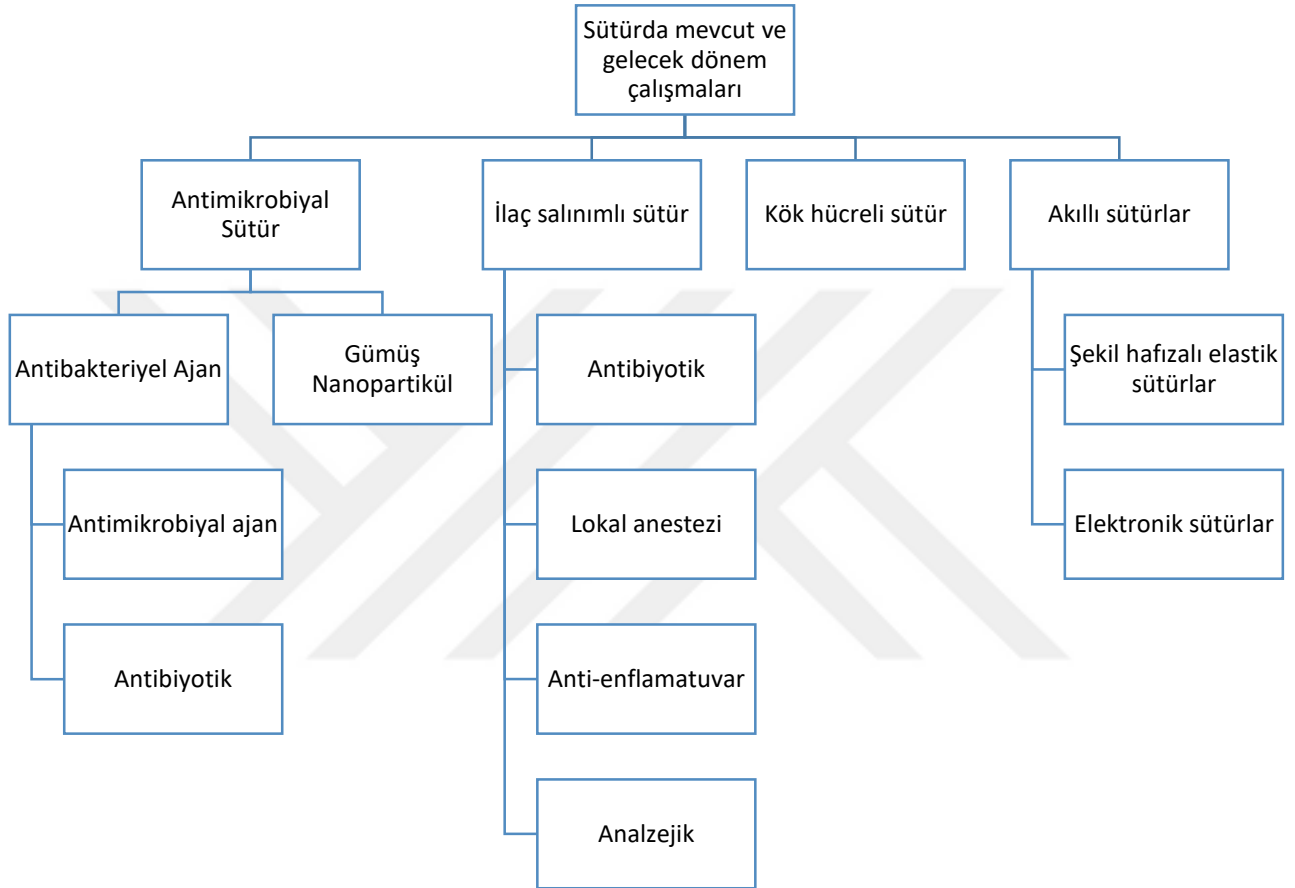 Sütürda mevcut ve
gelecek dönem
çalışmaları
Antimikrobiyal
Sütür
İlaç salınımlı sütür
Kök hücreli sütür
Akıllı sütürlar
Antibakteriyel Ajan
Gümüş
Nanopartikül
Antibiyotik
Şekil hafızalı elastik
sütürlar
Antimikrobiyal ajan
Lokal anestezi
Elektronik sütürlar
Antibiyotik
Anti-enflamatuvar
Analzejik